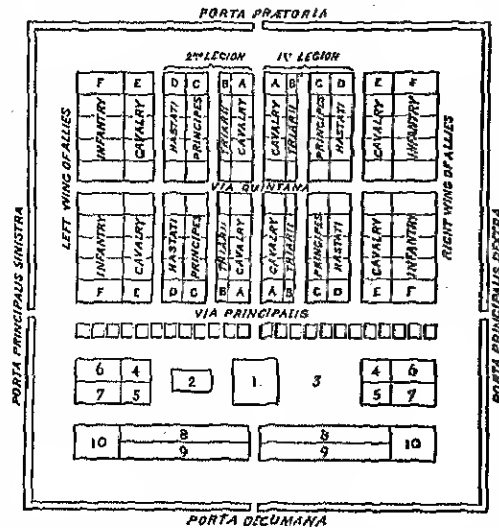 PORTA PRÆTORIA
2ND LEGION 1ST LEGION
F E D C B A A B C D E F
LEFT WING OF ALLIES INFANTRY CAVALRY HASTATI PRINCIPES TRIARII CAVALRY CAVALRY TRIARII PRINCIPES HASTATI CAVALRY INFANTRY RIGHT WING OF ALLIES
VIA QUINTANA
INFANTRY CAVALRY HASTATI PRINCIPES TRIARII CAVALRY CAVALRY TRIARII PRINCIPES HASTATI CAVALRY INFANTRY
F E D C B A A B C D E F
PORTA PRINCIPALIS SINISTRA
VIA PRINCIPALIS
PORTA PRINCIPALIS DEXTRA
6 4 2 1. 3 4 6
7 5 5 7
10 8 8 10
9 9
PORTA DECUMANA